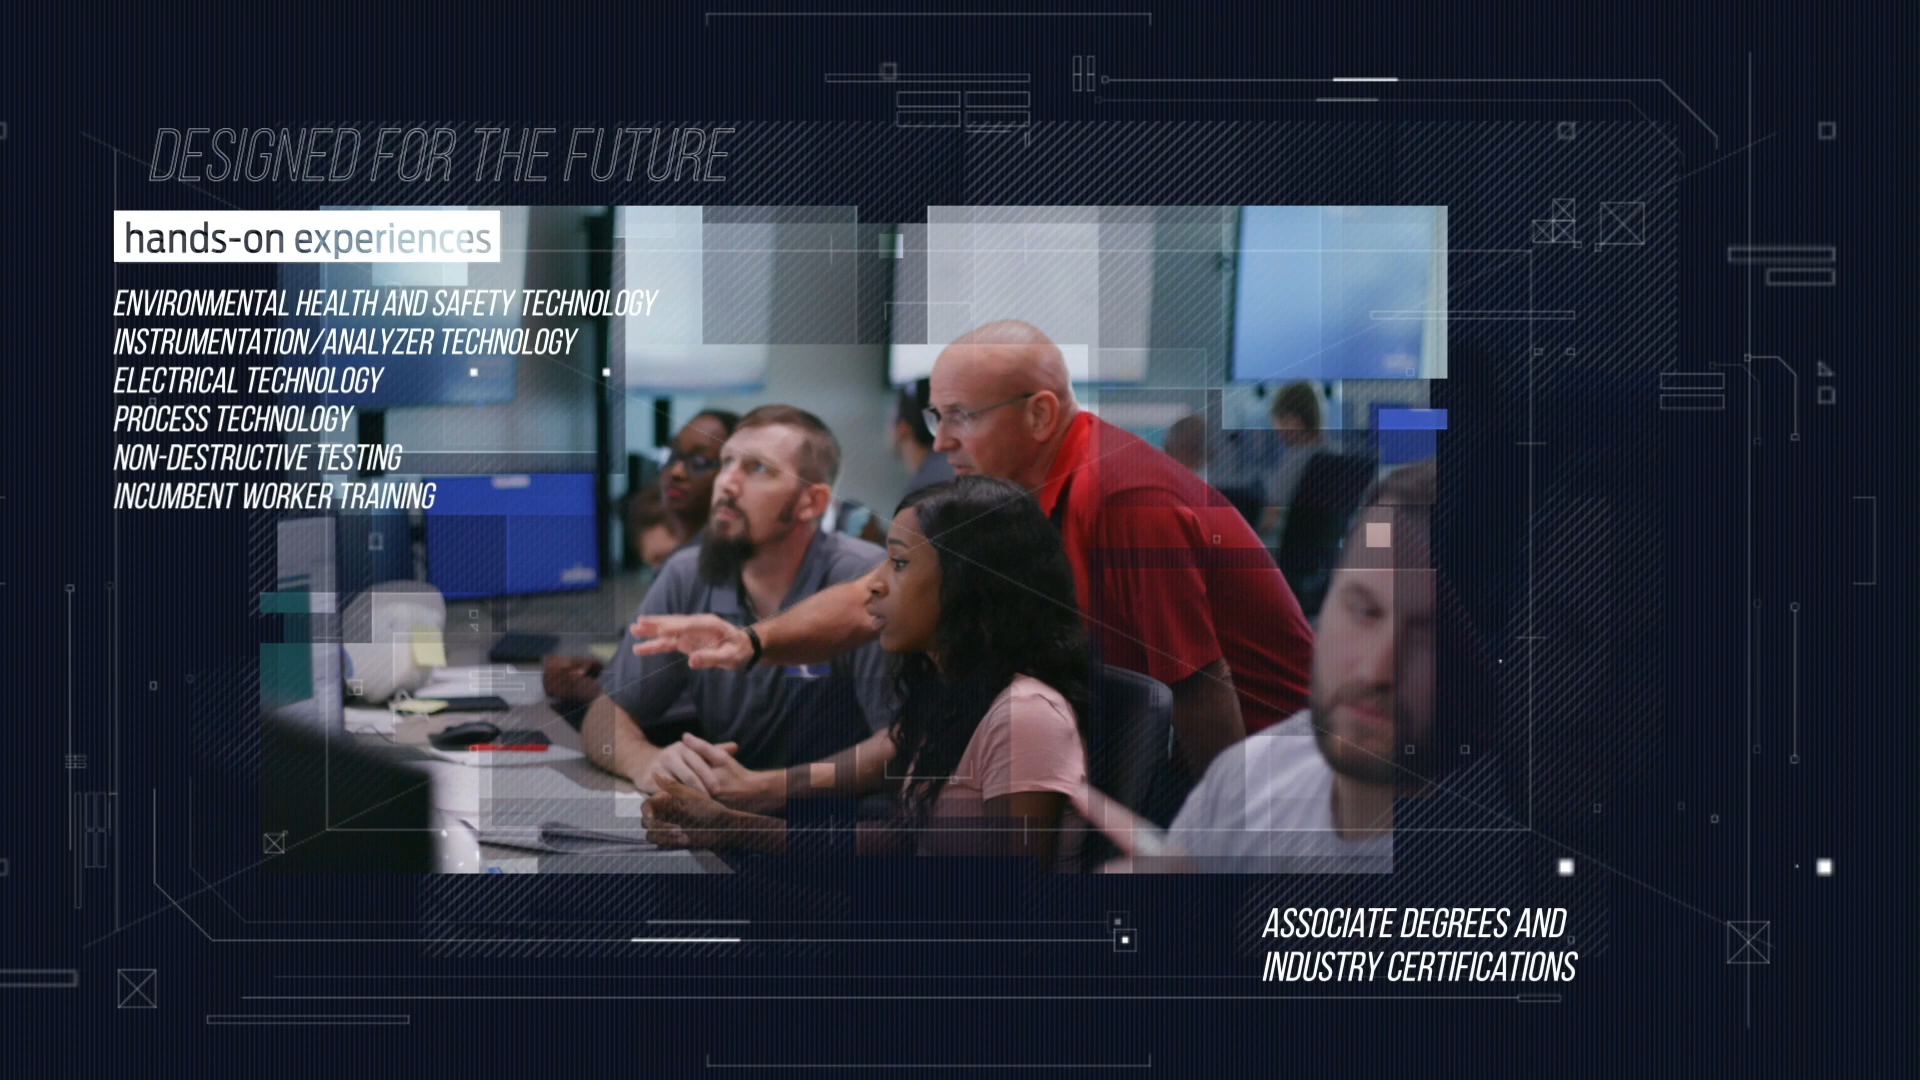 DESIGNED FOR THE FUTURE
hands-on experiences
ENVIRONMENTAL HEALTH AND SAFETY TECHNOLOGY
INSTRUMENTATION/ANALYZER TECHNOLOGY
ELECTRICAL TECHNOLOGY
PROCESS TECHNOLOGY
NON-DESTRUCTIVE TESTING
INCUMBENT WORKER TRAINING
ASSOCIATE DEGREES AND
INDUSTRY CERTIFICATIONS